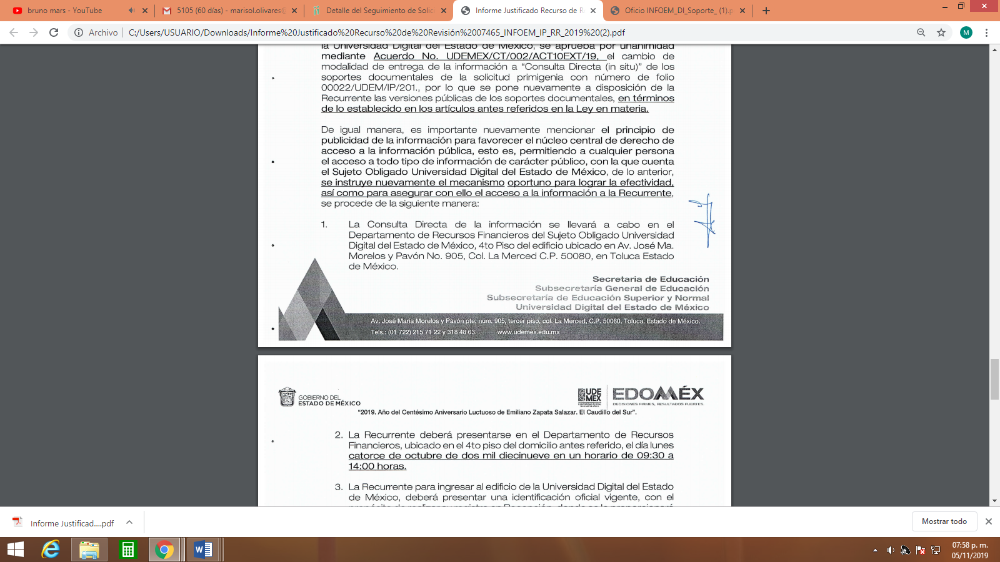 bruno mars - YouTube
5105 (60 días) - marisol.olivares@
Detalle del Seguimiento de Solic
Informe Justificado Recurso de R
Oficio INFOEM_DI_Soporte_ (1).p
Archivo C:/Users/USUARIO/Downloads/Informe%20Justificado%20Recurso%20de%20Revisión%2007465_INFOEM_IP_RR_2019%20(2).pdf
M
la Universidad Digital del Estado de México, se aprueba por unanimidad
mediante Acuerdo No. UDEMEX/CT/002/ACT10EXT/19, el cambio de
modalidad de entrega de la información a “Consulta Directa (in situ)” de los
soportes documentales de la solicitud primigenia con número de folio
00022/UDEM/IP/201., por lo que se pone nuevamente a disposición de la
Recurrente las versiones públicas de los soportes documentales, en términos
de lo establecido en los artículos antes referidos en la Ley en materia.
De igual manera, es importante nuevamente mencionar el principio de
publicidad de la información para favorecer el núcleo central de derecho de
acceso a la información pública, esto es, permitiendo a cualquier persona
el acceso a todo tipo de información de carácter público, con la que cuenta
el Sujeto Obligado Universidad Digital del Estado de México, de lo anterior,
se instruye nuevamente el mecanismo oportuno para lograr la efectividad,
así como para asegurar con ello el acceso a la información a la Recurrente,
se procede de la siguiente manera:
1. La Consulta Directa de la información se llevará a cabo en el
Departamento de Recursos Financieros del Sujeto Obligado Universidad
Digital del Estado de México, 4to Piso del edificio ubicado en Av. José Ma.
Morelos y Pavón No. 905, Col. La Merced C.P. 50080, en Toluca Estado
de México.
Secretaría de Educación
Subsecretaría General de Educación
Subsecretaría de Educación Superior y Normal
Universidad Digital del Estado de México
Av. José María Morelos y Pavón pte. núm. 905, tercer piso, col. La Merced, C.P. 50080, Toluca, Estado de México.
Tels.: (01 722) 215 71 22 y 318 48 63. www.udemex.edu.mx
GOBIERNO DEL
ESTADO DE MÉXICO
UDE
MEX
EDOMÉX
DECISIONES FIRMES, RESULTADOS FUERTES.
“2019. Año del Centésimo Aniversario Luctuoso de Emiliano Zapata Salazar. El Caudillo del Sur”.
2. La Recurrente deberá presentarse en el Departamento de Recursos
Financieros, ubicado en el 4to piso del domicilio antes referido, el día lunes
catorce de octubre de dos mil diecinueve en un horario de 09:30 a
14:00 horas.
3. La Recurrente para ingresar al edificio de la Universidad Digital del Estado
de México, deberá presentar una identificación oficial vigente, con el
Informe Justificad....pdf
Mostrar todo
07:58 p. m.
05/11/2019